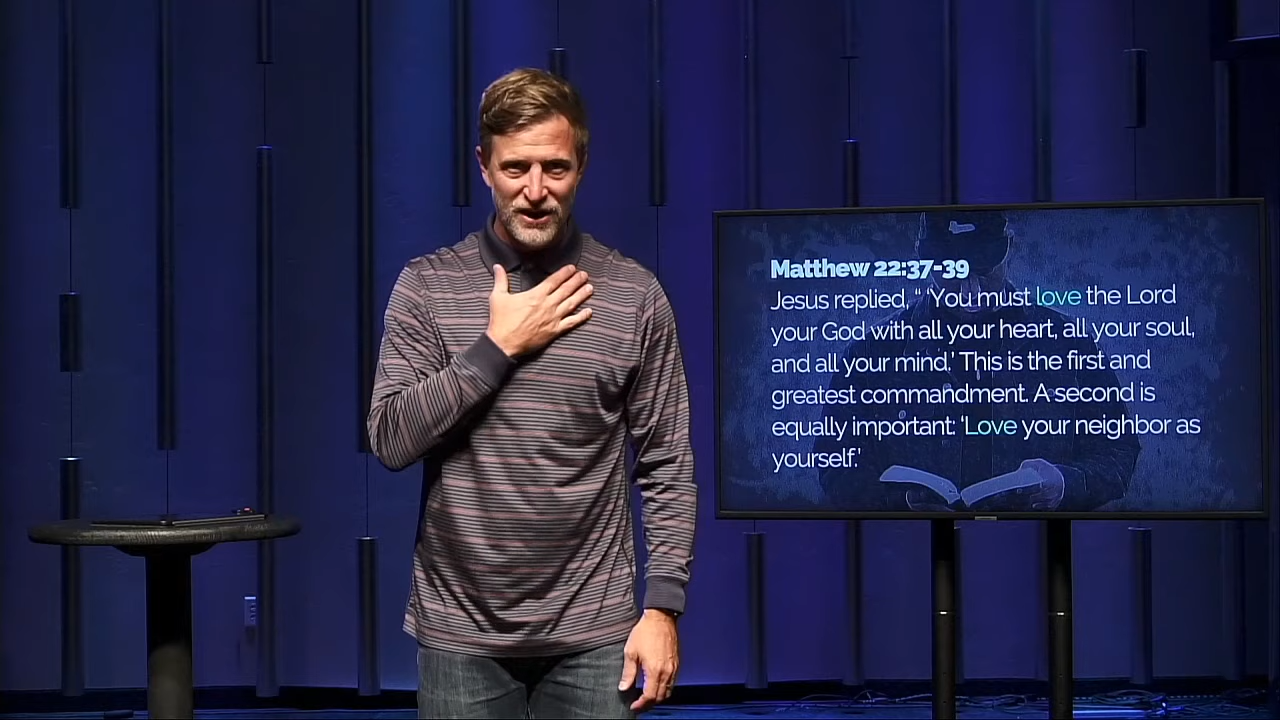 Matthew 22:37-39
Jesus replied, “ ‘You must love the Lord
your God with all your heart, all your soul,
and all your mind.’ This is the first and
greatest commandment. A second is
equally important: ‘Love your neighbor as
yourself.’